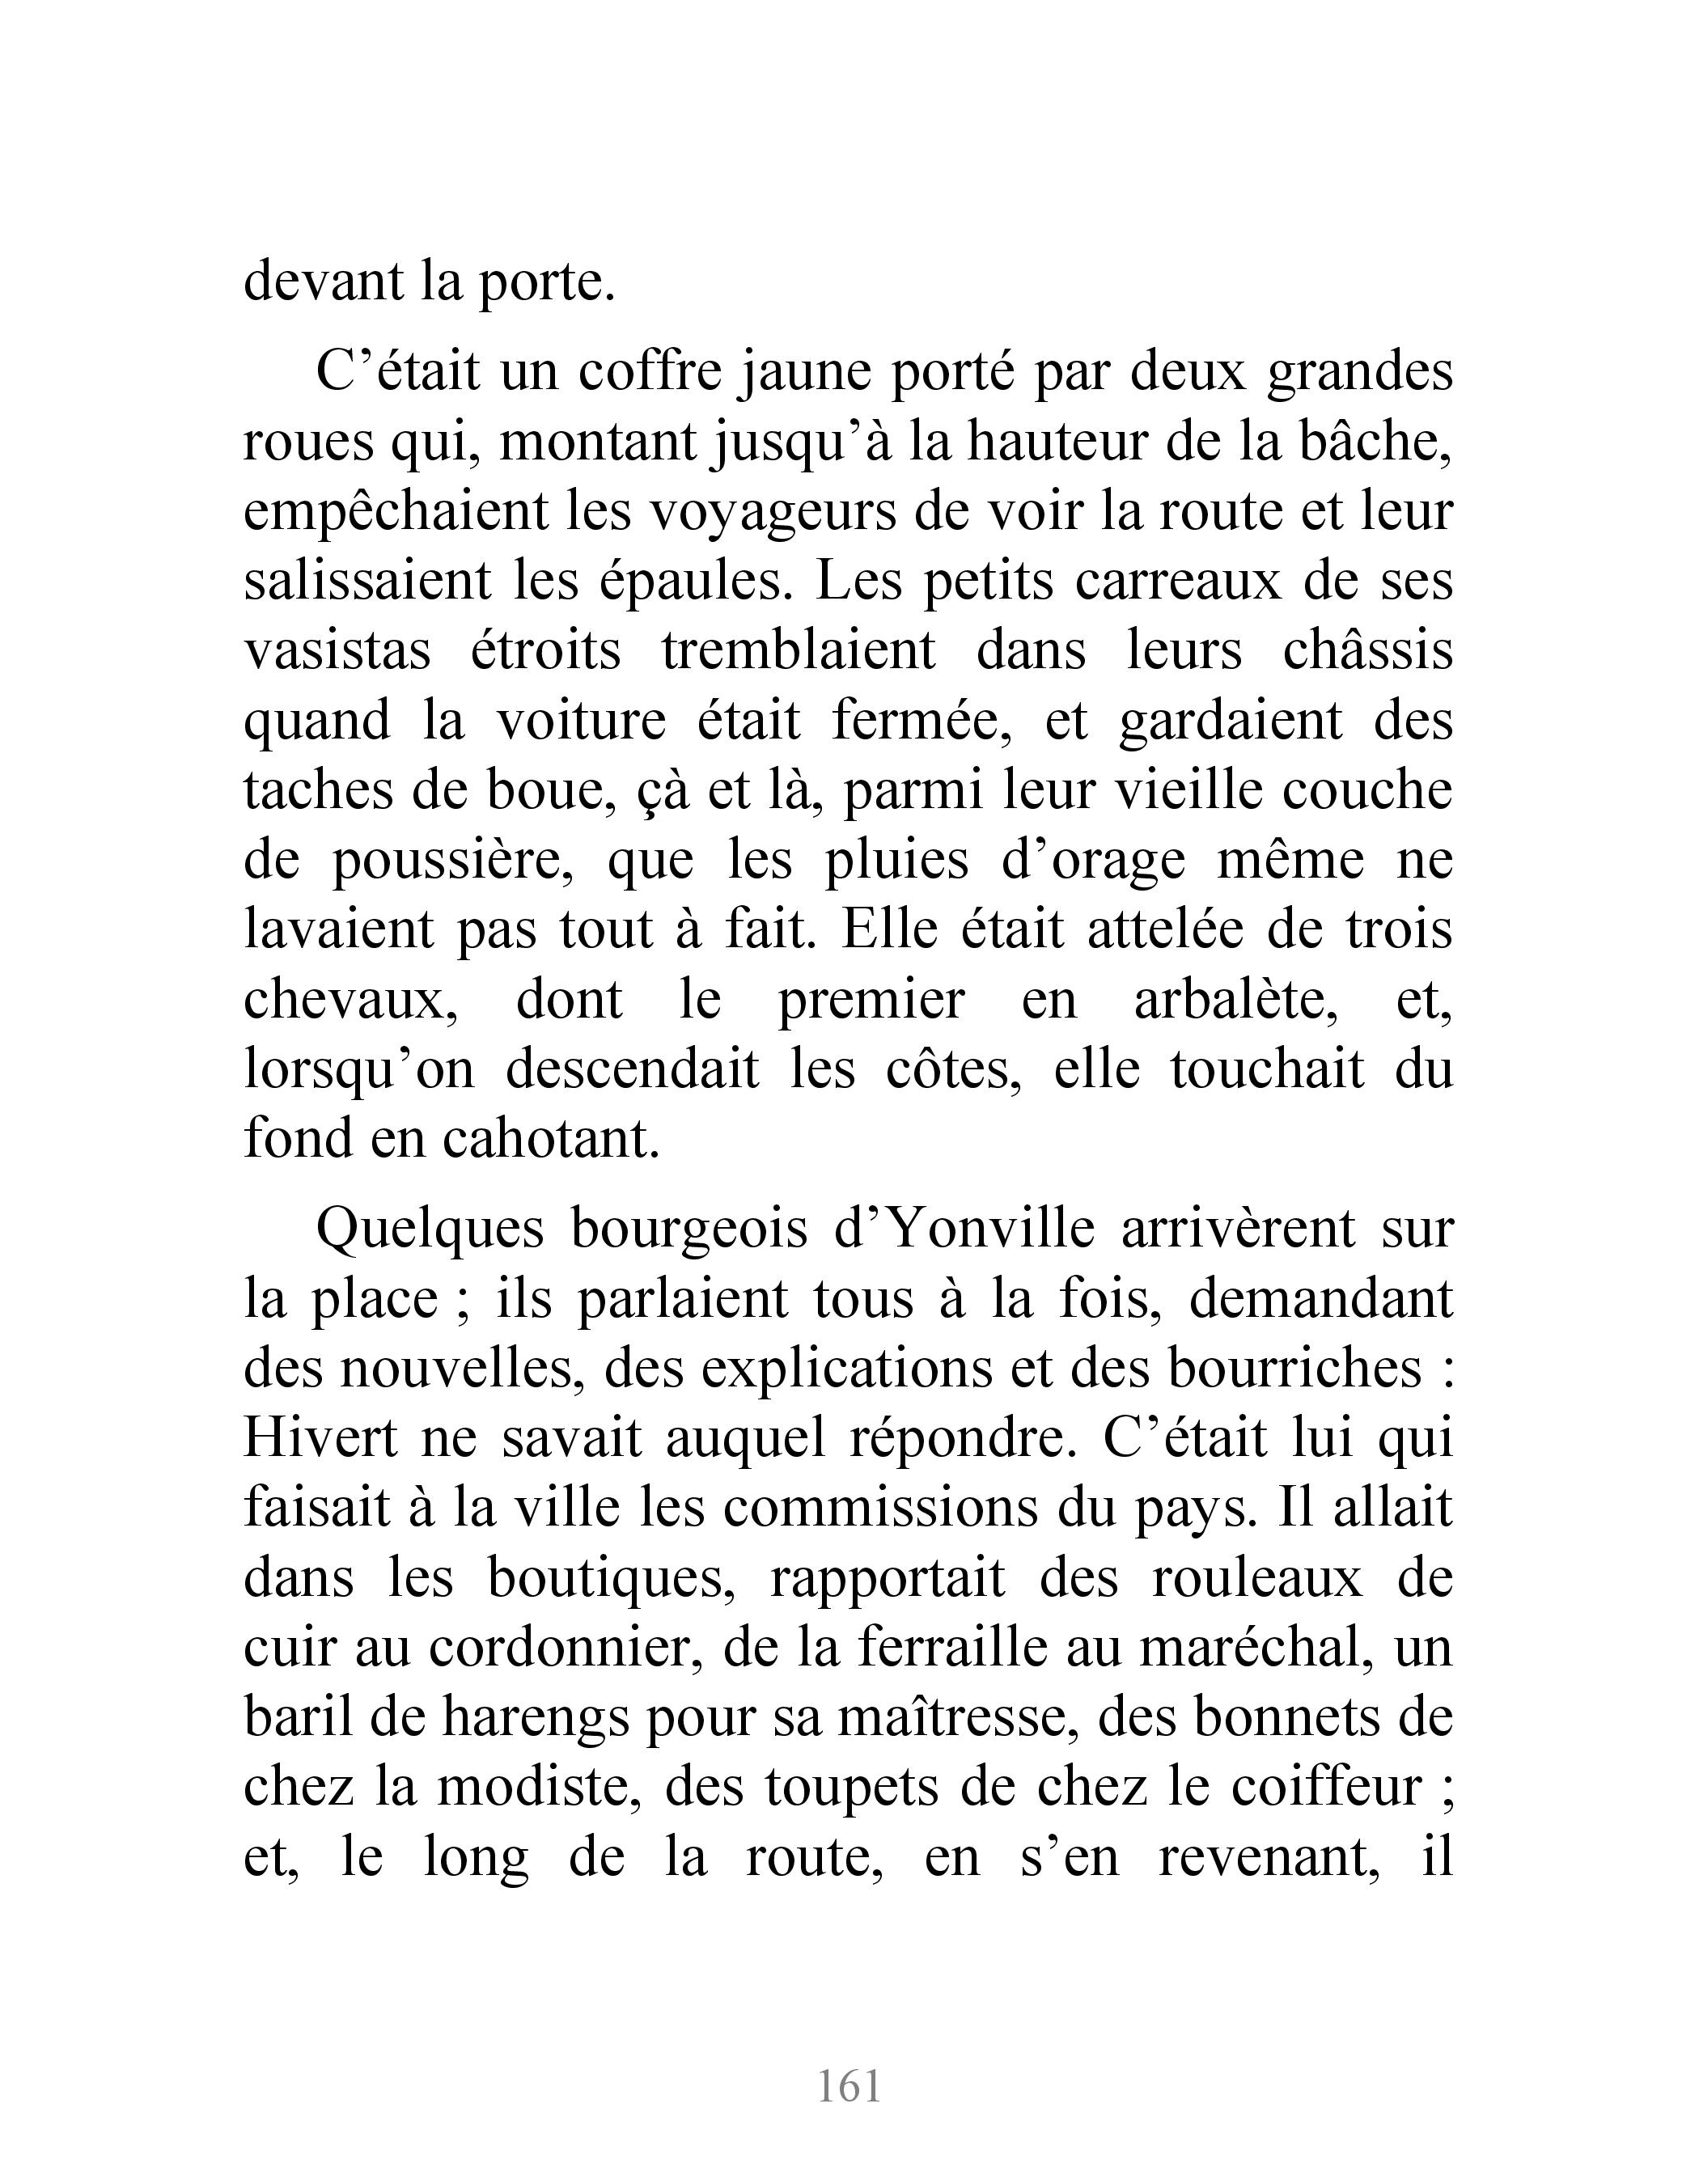 devant la porte.
C’était un coffre jaune porté par deux grandes
roues qui, montant jusqu’à la hauteur de la bâche,
empêchaient les voyageurs de voir la route et leur
salissaient les épaules. Les petits carreaux de ses
vasistas étroits tremblaient dans leurs châssis
quand la voiture était fermée, et gardaient des
taches de boue, çà et là, parmi leur vieille couche
de poussière, que les pluies d’orage même ne
lavaient pas tout à fait. Elle était attelée de trois
chevaux, dont le premier en arbalète, et,
lorsqu’on descendait les côtes, elle touchait du
fond en cahotant.
Quelques bourgeois d’Yonville arrivèrent sur
la place ; ils parlaient tous à la fois, demandant
des nouvelles, des explications et des bourriches :
Hivert ne savait auquel répondre. C’était lui qui
faisait à la ville les commissions du pays. Il allait
dans les boutiques, rapportait des rouleaux de
cuir au cordonnier, de la ferraille au maréchal, un
baril de harengs pour sa maîtresse, des bonnets de
chez la modiste, des toupets de chez le coiffeur ;
et, le long de la route, en s’en revenant, il
161